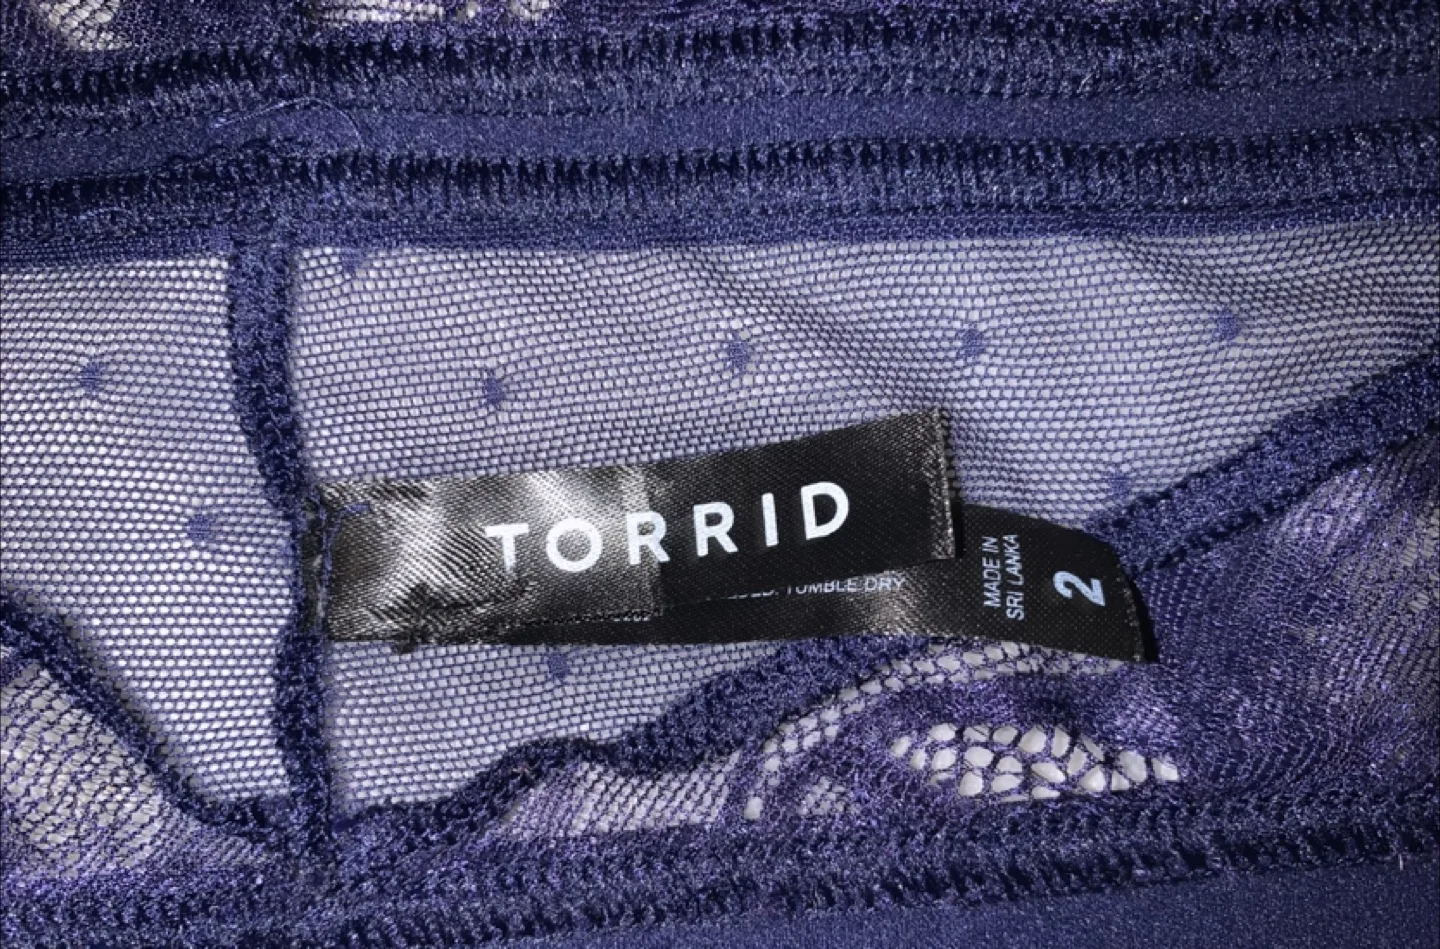 TORRID
TUMBLE DRY
MADE IN
SRI LANKA
2